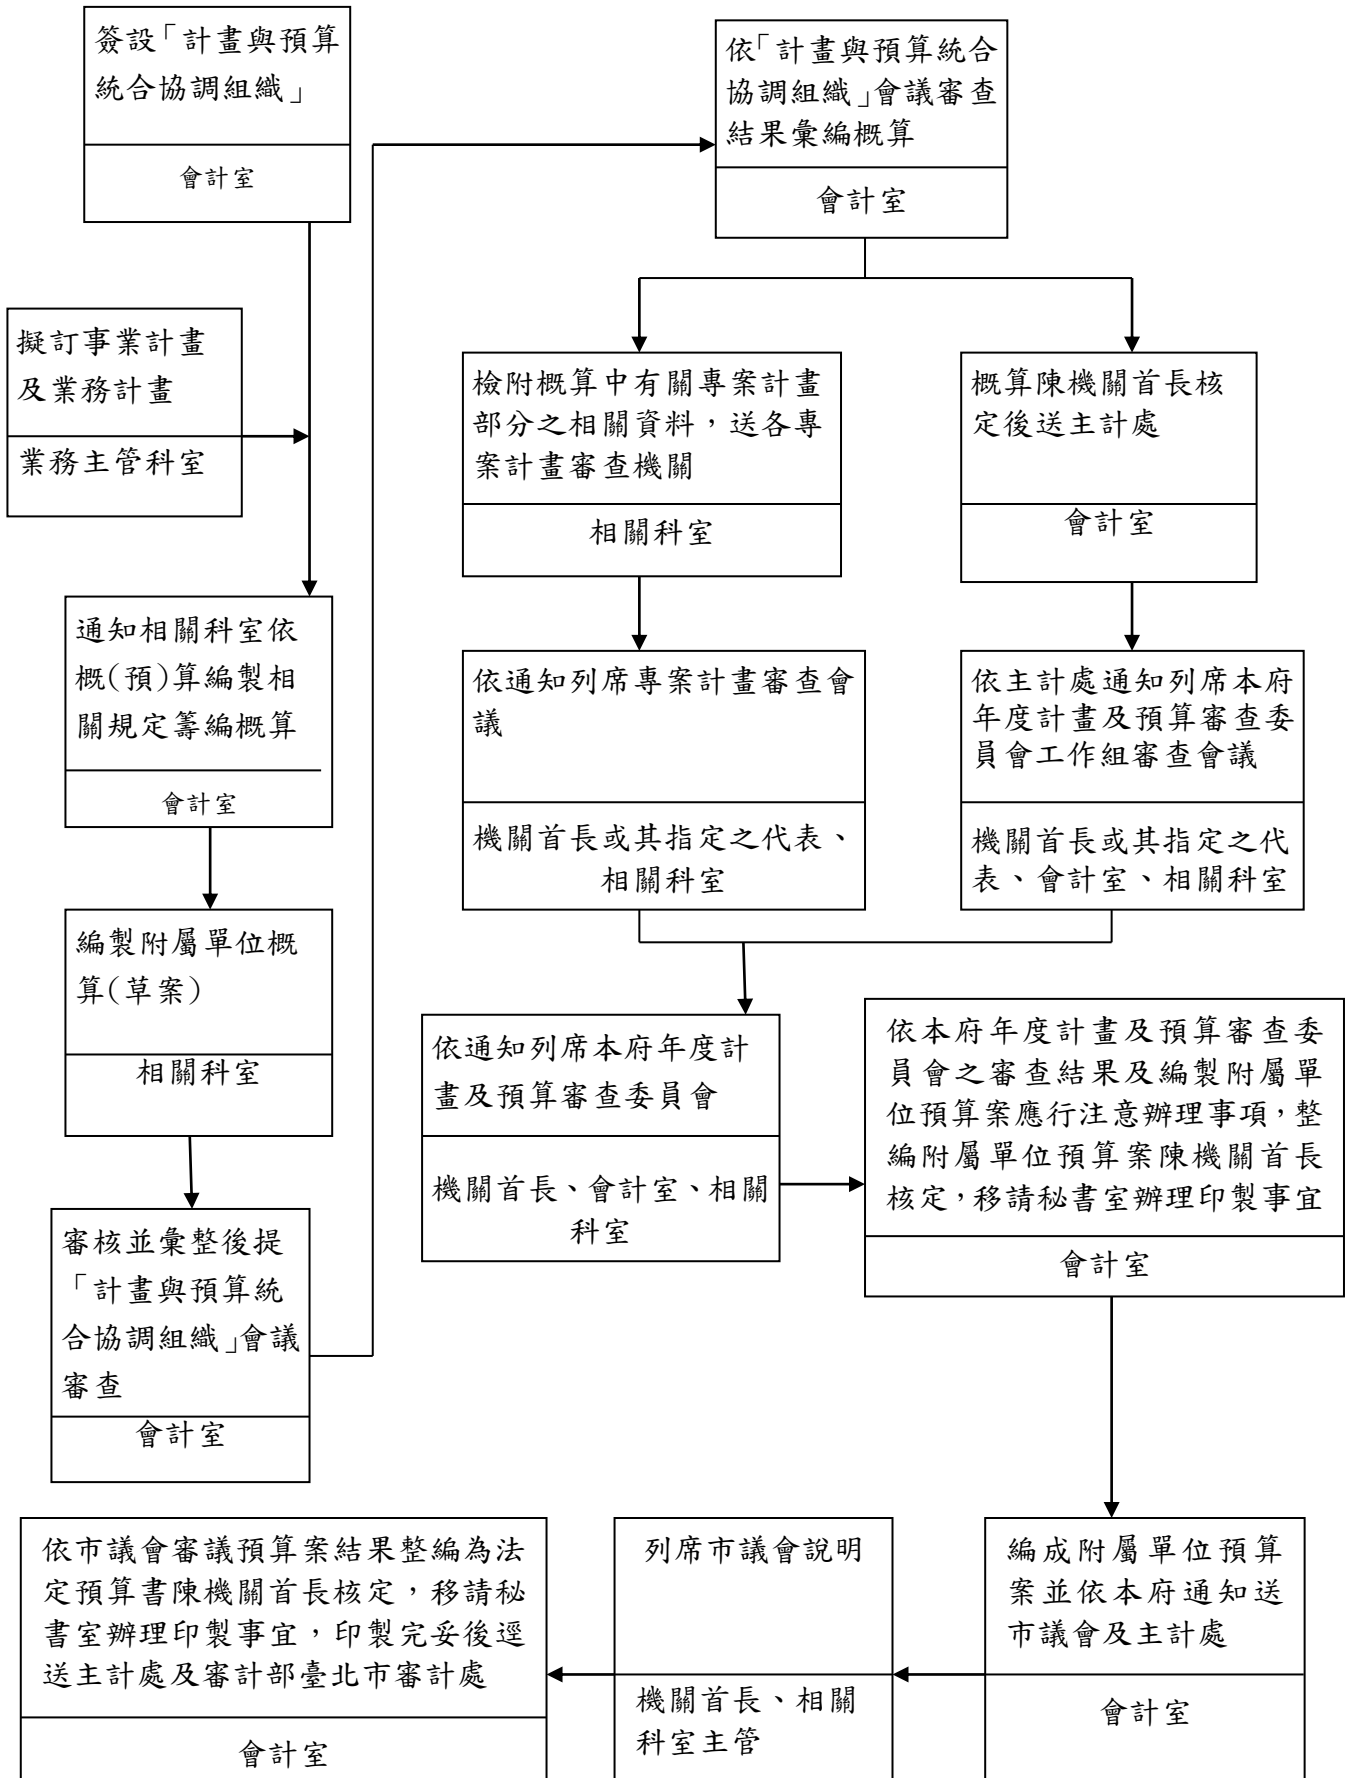 簽設「計畫與預算
統合協調組織」
會計室
擬訂事業計畫
及業務計畫
業務主管科室
通知相關科室依
概(預)算編製相
關規定籌編概算
會計室
編製附屬單位概
算(草案)
相關科室
審核並彙整後提
「計畫與預算統
合協調組織」會議
審查
會計室
依「計畫與預算統合
協調組織」會議審查
結果彙編概算
會計室
檢附概算中有關專案計畫
部分之相關資料，送各專
案計畫審查機關
相關科室
概算陳機關首長核
定後送主計處
會計室
依通知列席專案計畫審查會
議
機關首長或其指定之代表、
相關科室
依主計處通知列席本府
年度計畫及預算審查委
員會工作組審查會議
機關首長或其指定之代
表、會計室、相關科室
依通知列席本府年度計
畫及預算審查委員會
機關首長、會計室、相關
科室
依本府年度計畫及預算審查委
員會之審查結果及編製附屬單
位預算案應行注意辦理事項，整
編附屬單位預算案陳機關首長
核定，移請秘書室辦理印製事宜
會計室
編成附屬單位預算
案並依本府通知送
市議會及主計處
會計室
列席市議會說明
機關首長、相關
科室主管
依市議會審議預算案結果整編為法
定預算書陳機關首長核定，移請秘
書室辦理印製事宜，印製完妥後逕
送主計處及審計部臺北市審計處
會計室